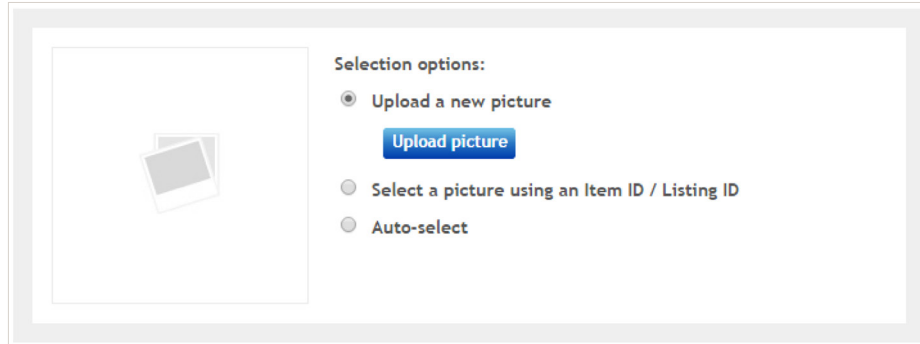 Selection options:
Upload a new picture
Upload picture
Select a picture using an Item ID / Listing ID
Auto-select